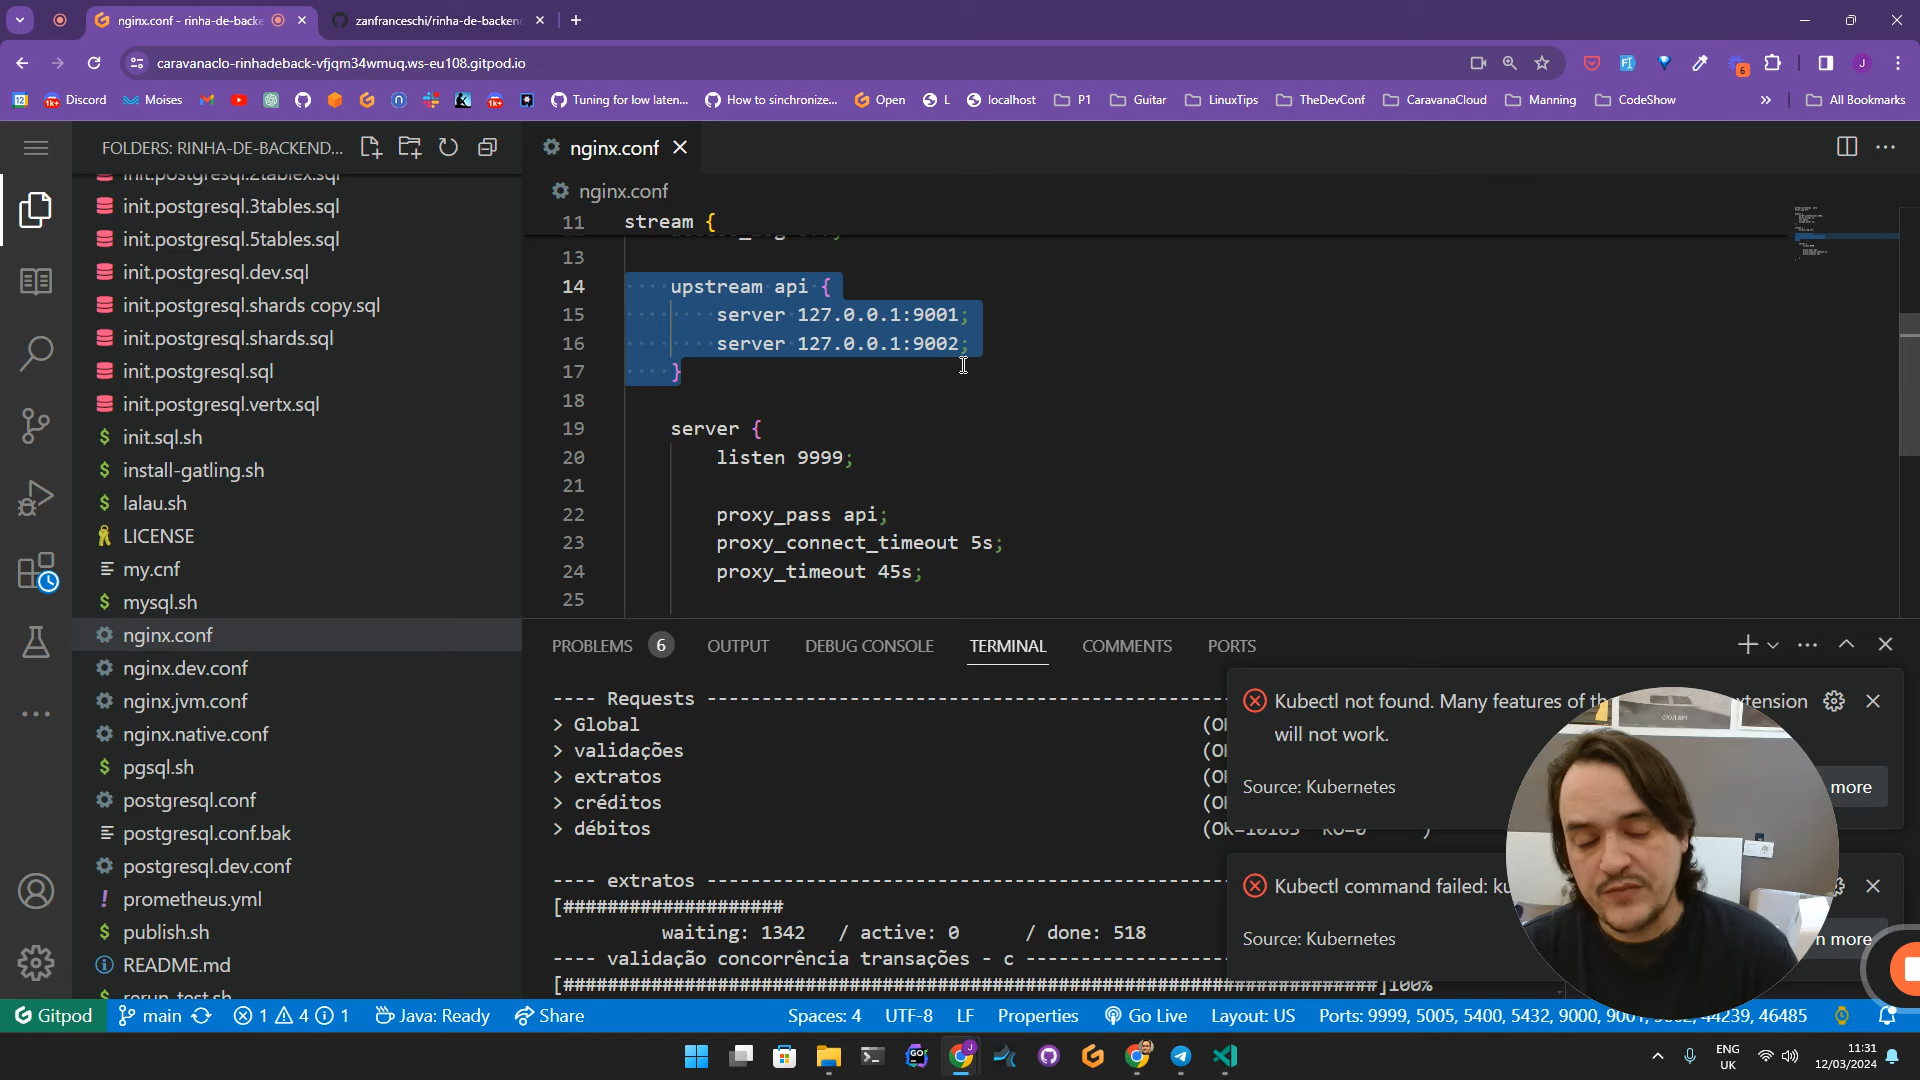 nginx.conf - rinha-de-backe
zanfranceschi/rinha-de-backen
caravanaclo-rinhadeback-vfjqm34wmuq.ws-eu108.gitpod.io
6
J
12
Discord
Moises
Tuning for low laten...
How to sinchronize...
Open
L
localhost
P1
Guitar
LinuxTips
TheDevConf
CaravanaCloud
Manning
CodeShow
All Bookmarks
FOLDERS: RINHA-DE-BACKEND...
init.postgresql.2tablex.sql
init.postgresql.3tables.sql
init.postgresql.5tables.sql
init.postgresql.dev.sql
init.postgresql.shards copy.sql
init.postgresql.shards.sql
init.postgresql.sql
init.postgresql.vertx.sql
init.sql.sh
install-gatling.sh
lalau.sh
LICENSE
my.cnf
mysql.sh
nginx.conf
nginx.dev.conf
nginx.jvm.conf
nginx.native.conf
pgsql.sh
postgresql.conf
postgresql.conf.bak
postgresql.dev.conf
prometheus.yml
publish.sh
README.md
rerun-test.sh
nginx.conf
nginx.conf
11 stream {
13
14 upstream api {
15 server 127.0.0.1:9001;
16 server 127.0.0.1:9002;
17 }
18
19 server {
20 listen 9999;
21
22 proxy_pass api;
23 proxy_connect_timeout 5s;
24 proxy_timeout 45s;
25
PROBLEMS 6 OUTPUT DEBUG CONSOLE TERMINAL COMMENTS PORTS
---- Requests ----------------------------------------------
> Global (O
> validações (O
> extratos (O
> créditos (O
> débitos (OK=10165 KO=0 )
---- extratos ----------------------------------------------
[####################
waiting: 1342 / active: 0 / done: 518
---- validação concorrência transações - c ------------------
[##########################################################################]100%
Kubectl not found. Many features of th tension
will not work.
Source: Kubernetes
more
Kubectl command failed: ku
Source: Kubernetes
n more
Gitpod main 1 4 1 Java: Ready Share Spaces: 4 UTF-8 LF Properties Go Live Layout: US Ports: 9999, 5005, 5400, 5432, 9000, 9001, 9002, 44239, 46485
ENG
UK
11:31
12/03/2024